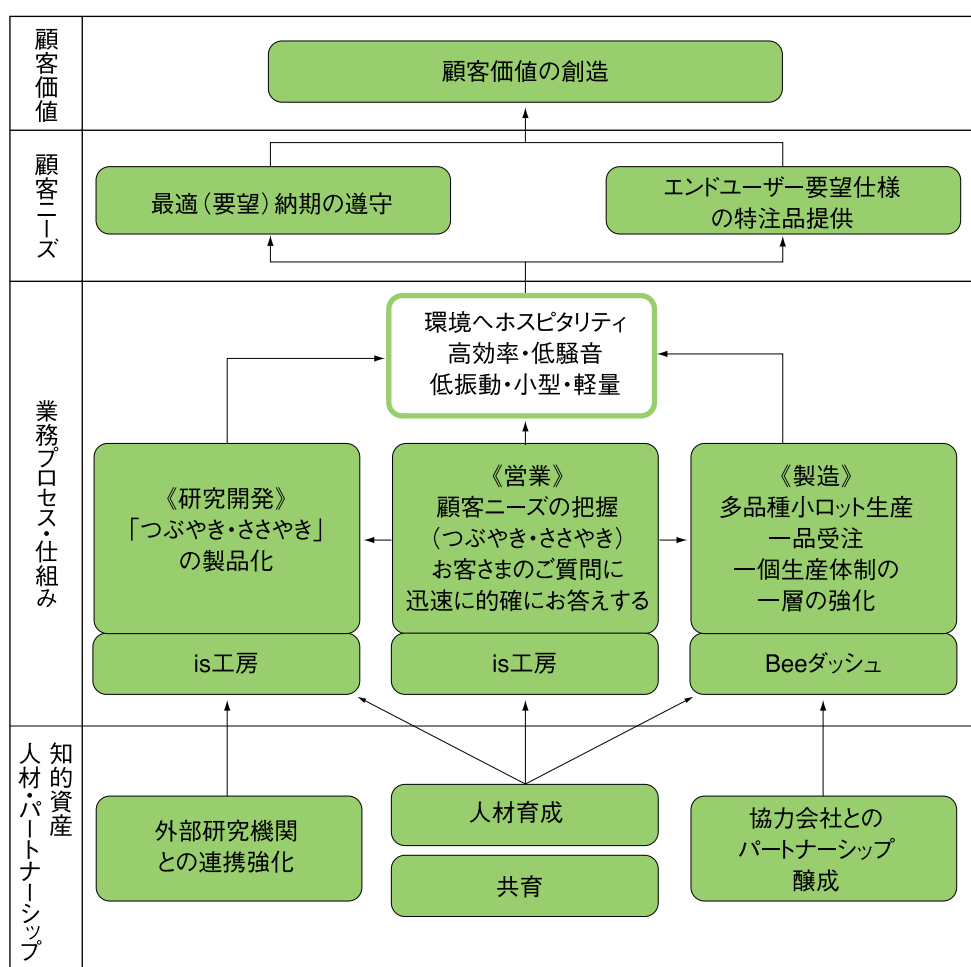 顧客価値
顧客価値の創造
顧客ニーズ
最適(要望)納期の遵守
エンドユーザー要望仕様
の特注品提供
業務プロセス・仕組み
環境へホスピタリティ
高効率・低騒音
低振動・小型・軽量
《研究開発》
「つぶやき・ささやき」
の製品化
is工房
《営業》
顧客ニーズの把握
(つぶやき・ささやき)
お客さまのご質問に
迅速に的確にお答えする
is工房
《製造》
多品種小ロット生産
一品受注
一個生産体制の
一層の強化
Beeダッシュ
知的資産
人材・パートナーシップ
外部研究機関
との連携強化
人材育成
共育
協力会社との
パートナーシップ
醸成